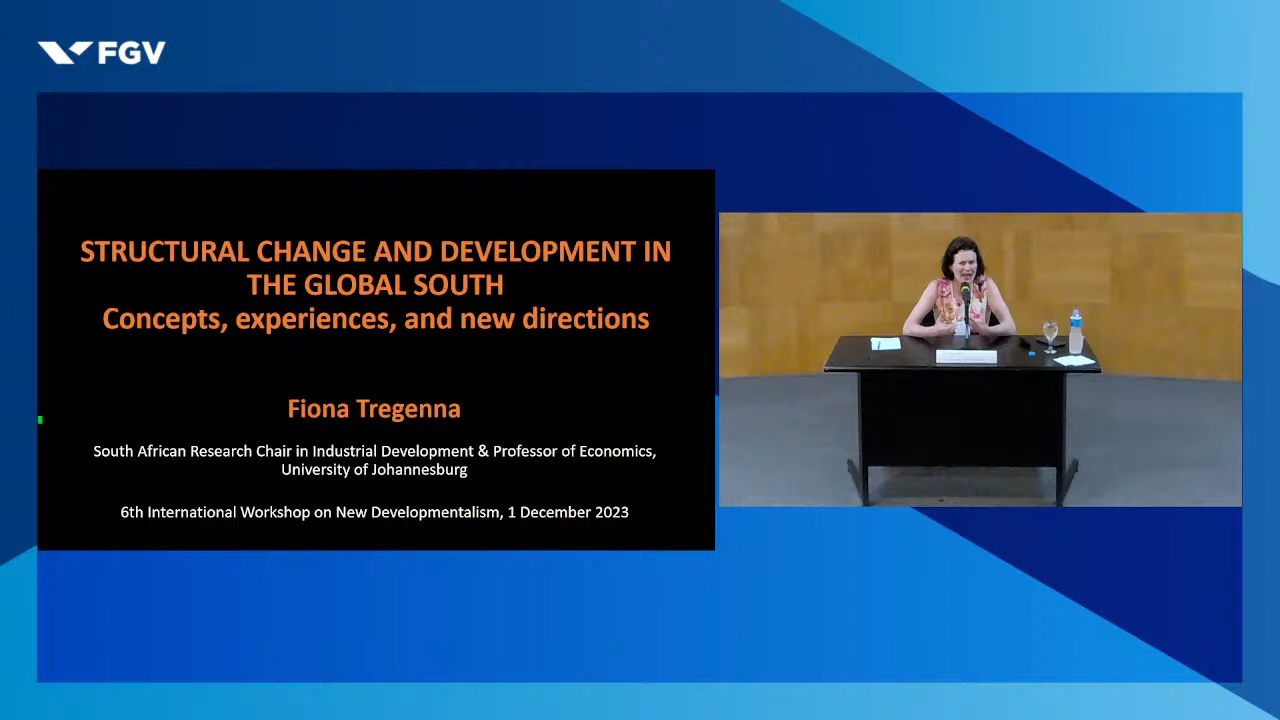 FGV
STRUCTURAL CHANGE AND DEVELOPMENT IN
THE GLOBAL SOUTH
Concepts, experiences, and new directions
Fiona Tregenna
South African Research Chair in Industrial Development & Professor of Economics,
University of Johannesburg
6th International Workshop on New Developmentalism, 1 December 2023